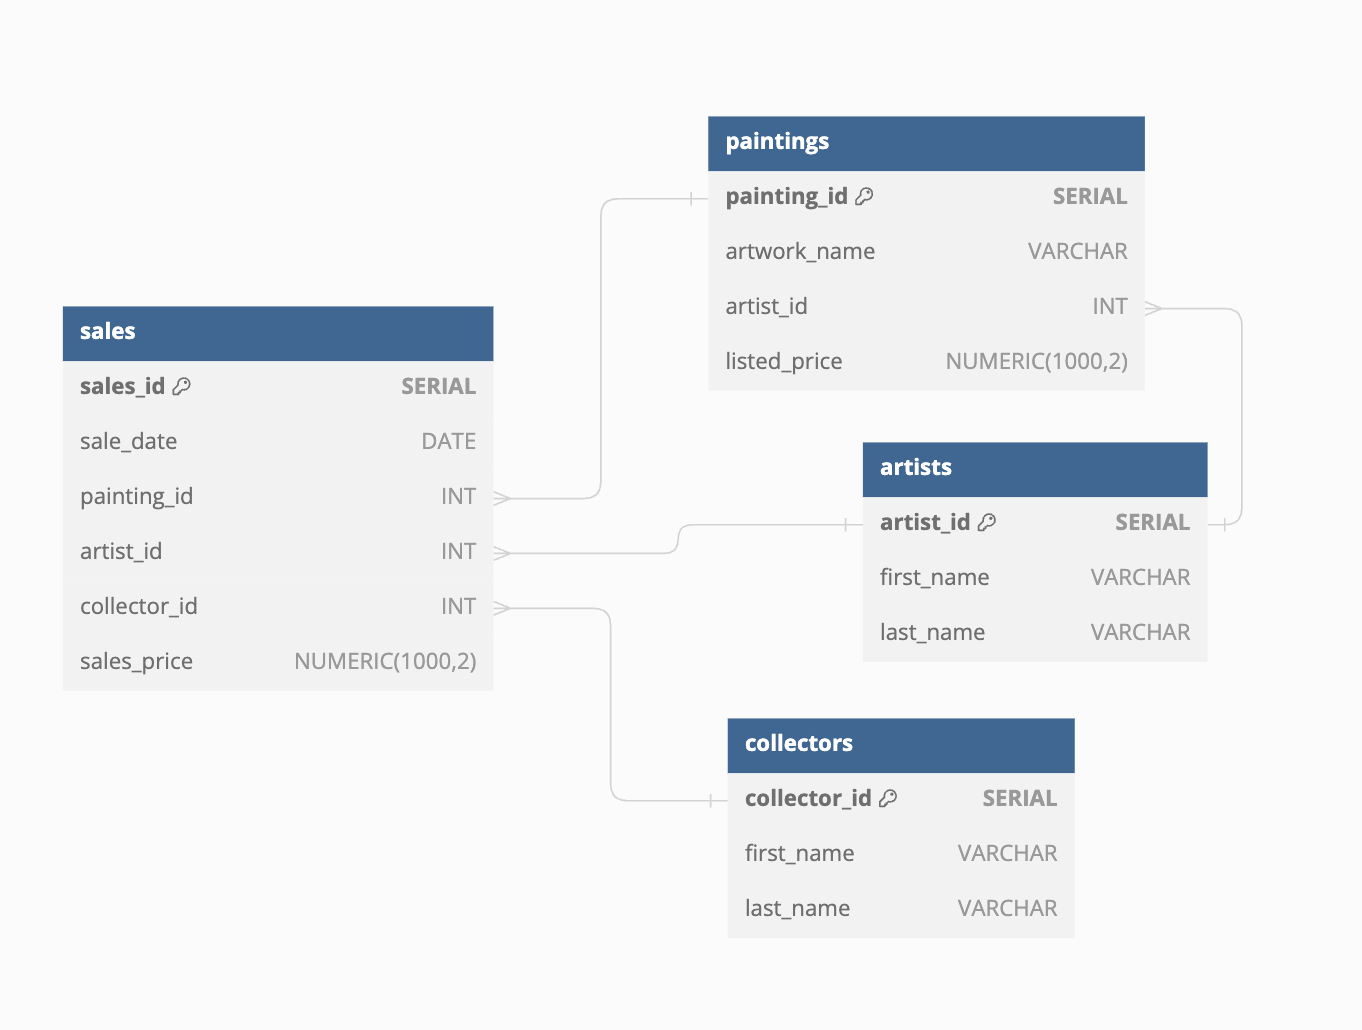 paintings
painting_id SERIAL
artwork_name VARCHAR
artist_id INT
listed_price NUMERIC(1000,2)
sales
sales_id SERIAL
sale_date DATE
painting_id INT
artist_id INT
collector_id INT
sales_price NUMERIC(1000,2)
artists
artist_id SERIAL
first_name VARCHAR
last_name VARCHAR
collectors
collector_id SERIAL
first_name VARCHAR
last_name VARCHAR